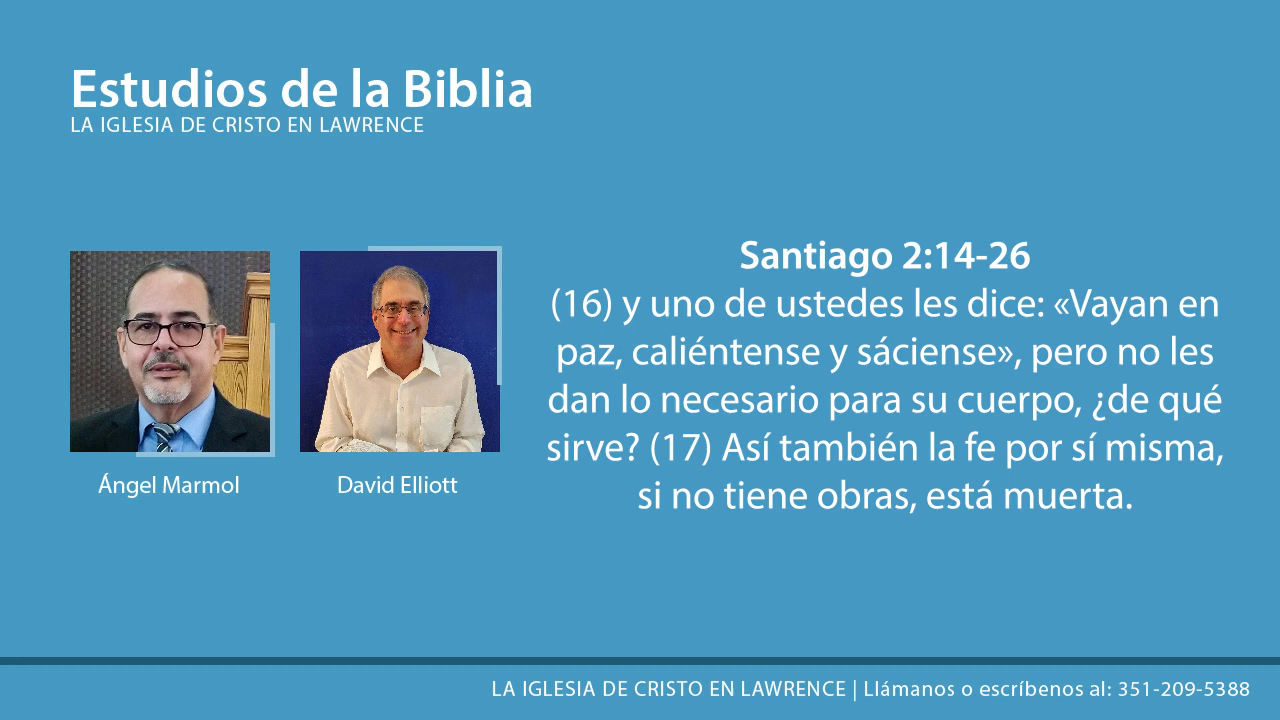 Estudios de la Biblia
LA IGLESIA DE CRISTO EN LAWRENCE
Ángel Marmol
David Elliott
Santiago 2:14-26
(16) y uno de ustedes les dice: «Vayan en
paz, caliéntense y sáciense», pero no les
dan lo necesario para su cuerpo, ¿de qué
sirve? (17) Así también la fe por sí misma,
si no tiene obras, está muerta.
LA IGLESIA DE CRISTO EN LAWRENCE | Llámanos o escríbenos al: 351-209-5388